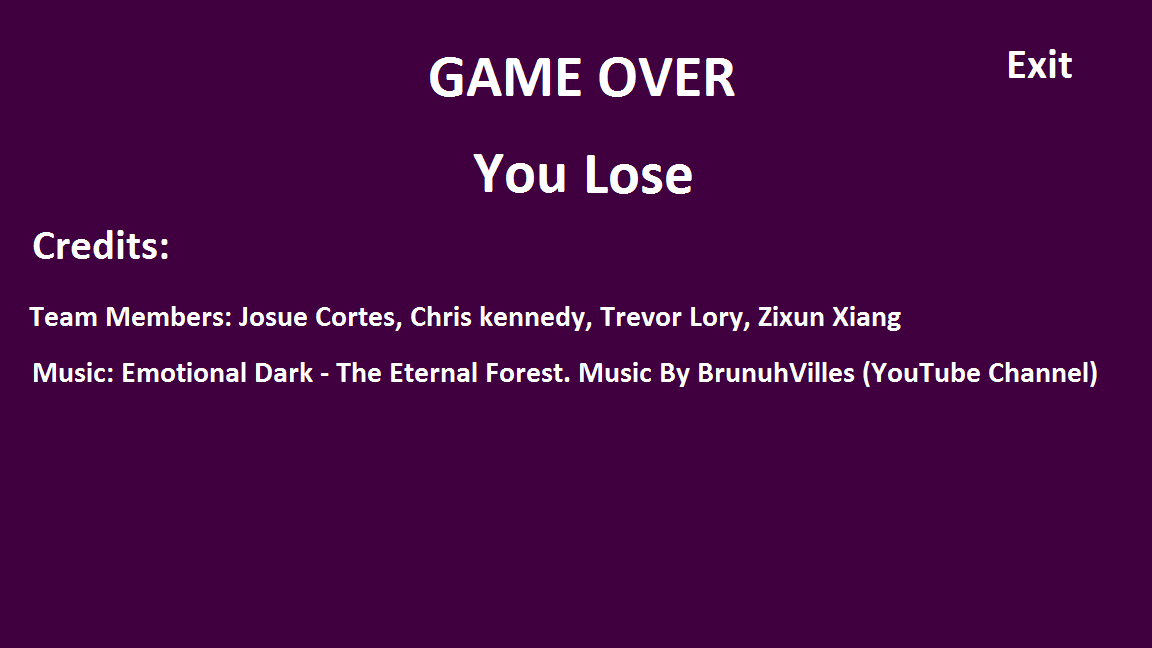 GAME OVER
Exit
You Lose
Credits:
Team Members: Josue Cortes, Chris kennedy, Trevor Lory, Zixun Xiang
Music: Emotional Dark - The Eternal Forest. Music By BrunuhVilles (YouTube Channel)